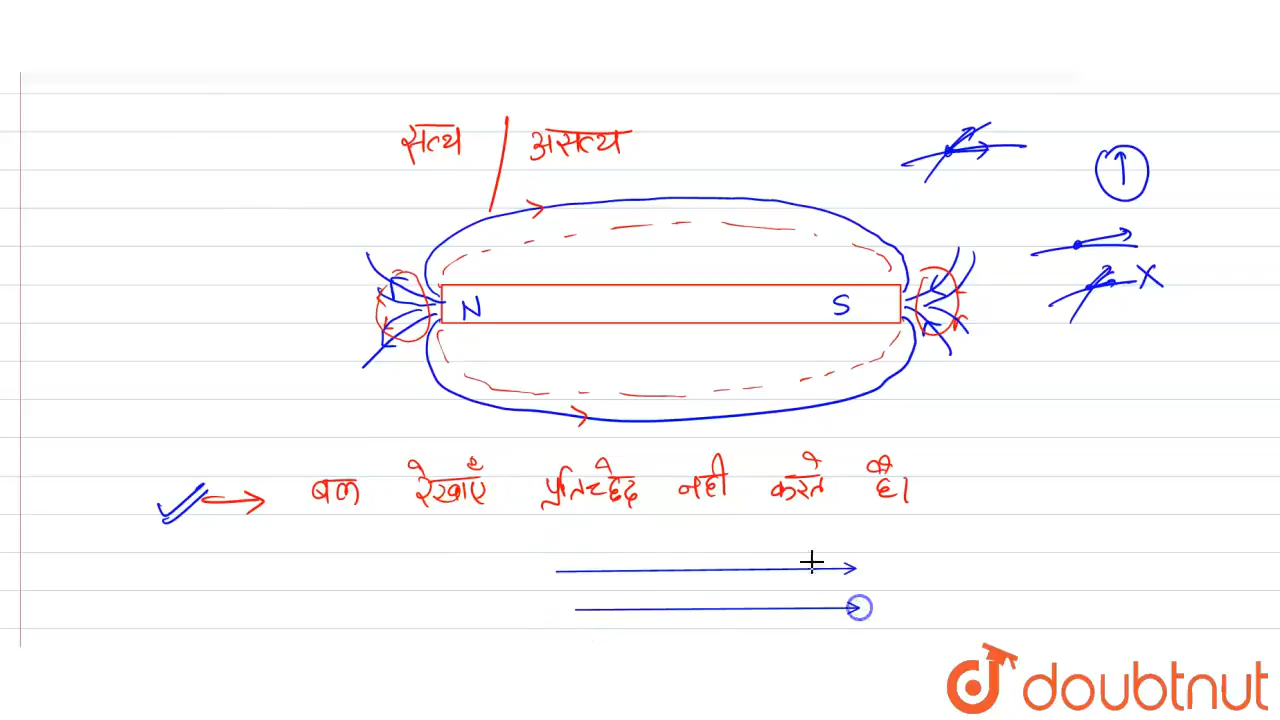 सत्य / असत्य
N S
X
बल रेखाएँ प्रतिच्छेद नही करते है।
doubtnut